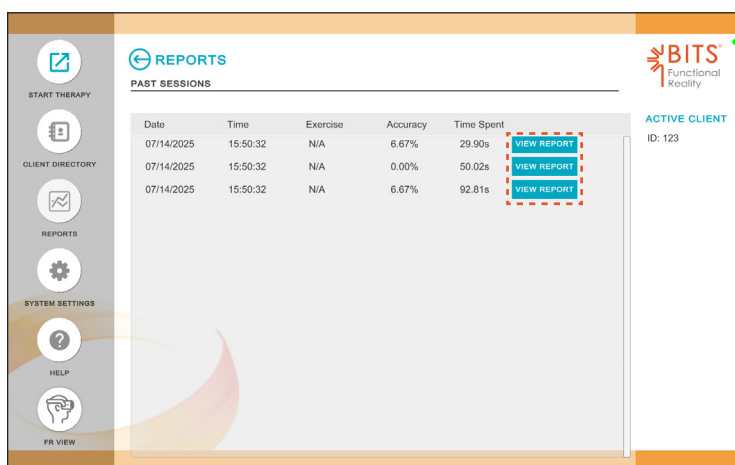 START THERAPY
CLIENT DIRECTORY
REPORTS
SYSTEM SETTINGS
HELP
FR VIEW
REPORTS
PAST SESSIONS
Date Time Exercise Accuracy Time Spent
07/14/2025 15:50:32 N/A 6.67% 29.90s VIEW REPORT
07/14/2025 15:50:32 N/A 0.00% 50.02s VIEW REPORT
07/14/2025 15:50:32 N/A 6.67% 92.81s VIEW REPORT
BITS®
Functional
Reality
ACTIVE CLIENT
ID: 123